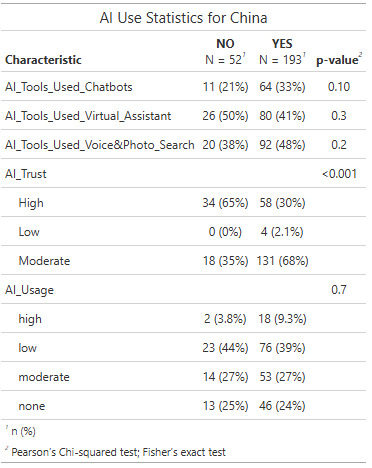 AI Use Statistics for China
Characteristic NO N = 52¹ YES N = 193¹ p-value²
AI_Tools_Used_Chatbots 11 (21%) 64 (33%) 0.10
AI_Tools_Used_Virtual_Assistant 26 (50%) 80 (41%) 0.3
AI_Tools_Used_Voice&Photo_Search 20 (38%) 92 (48%) 0.2
AI_Trust <0.001
High 34 (65%) 58 (30%)
Low 0 (0%) 4 (2.1%)
Moderate 18 (35%) 131 (68%)
AI_Usage 0.7
high 2 (3.8%) 18 (9.3%)
low 23 (44%) 76 (39%)
moderate 14 (27%) 53 (27%)
none 13 (25%) 46 (24%)
¹ n (%)
² Pearson's Chi-squared test; Fisher's exact test